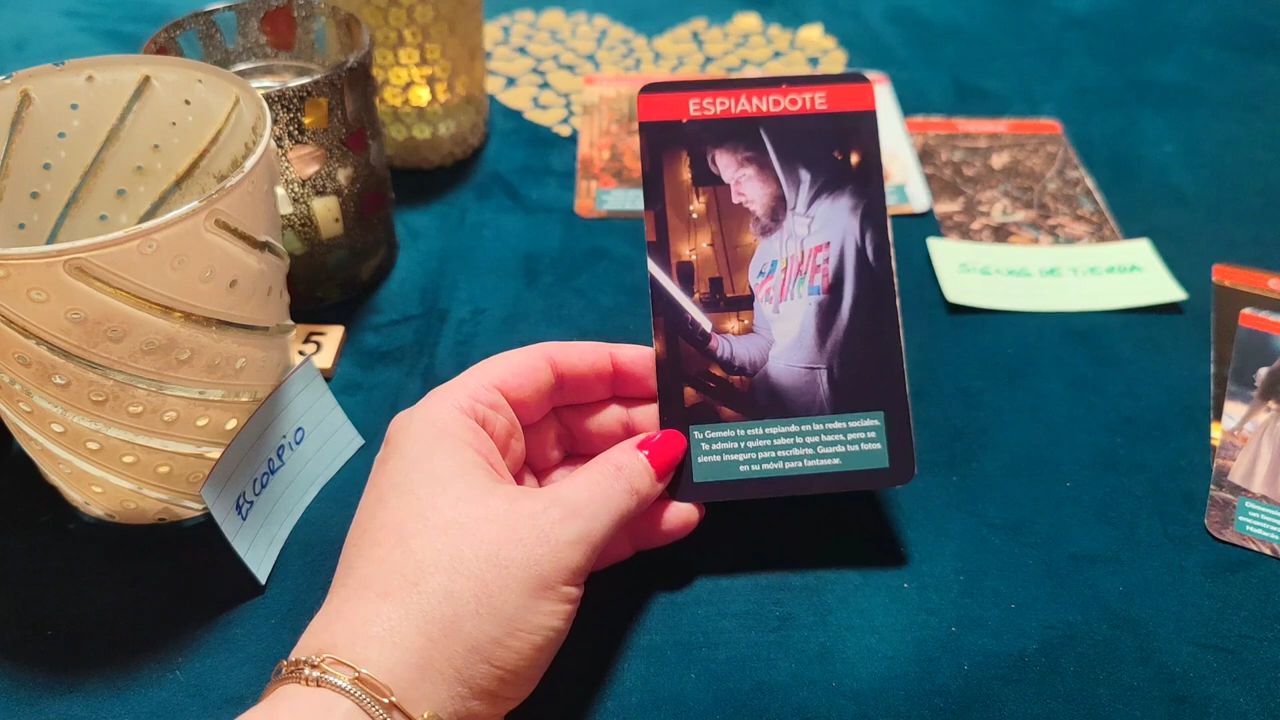 ESPIÁNDOTE
Tu Gemelo te está espiando en las redes sociales.
Te admira y quiere saber lo que haces, pero se
siente inseguro para escribirte. Guarda tus fotos
en su móvil para fantasear.
SIGNOS DE TIERRA
5
ESCORPIO